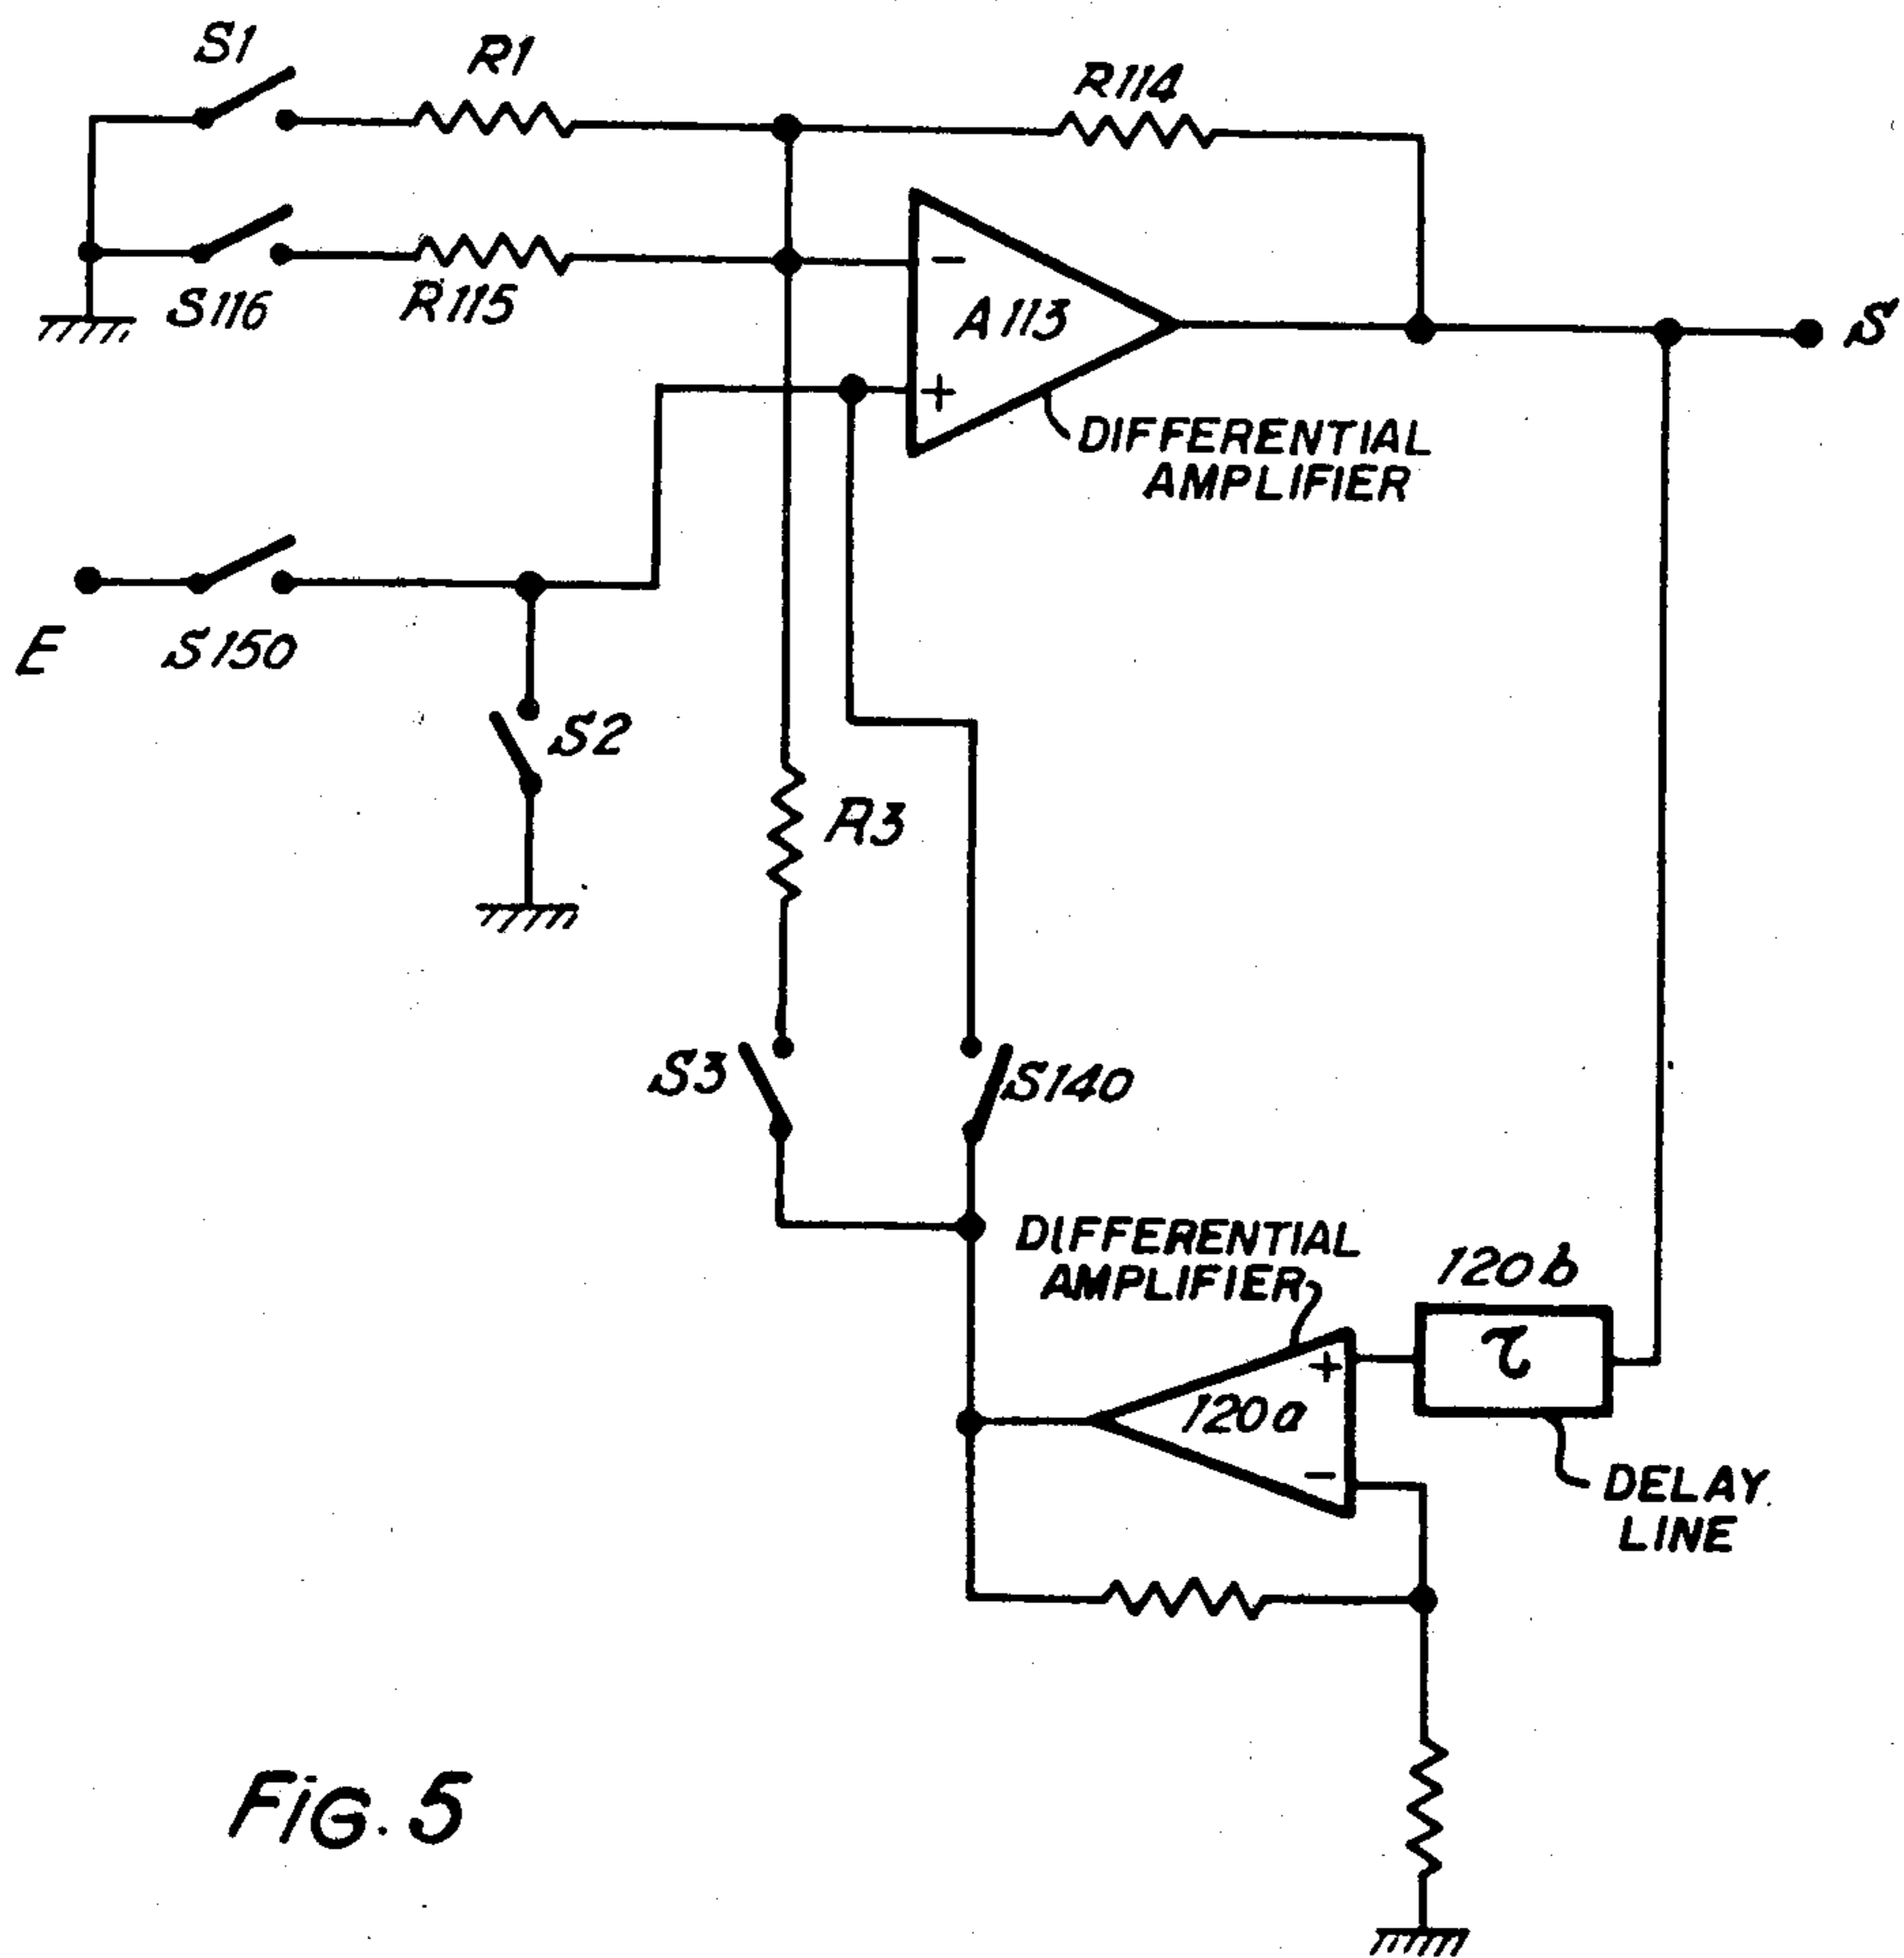 S1
R1
R114
S116
R115
-
A113
S
+
DIFFERENTIAL
AMPLIFIER
E
S150
S2
R3
S3
S140
DIFFERENTIAL
AMPLIFIER
120b
τ
+
120a
-
DELAY
LINE
FIG. 5